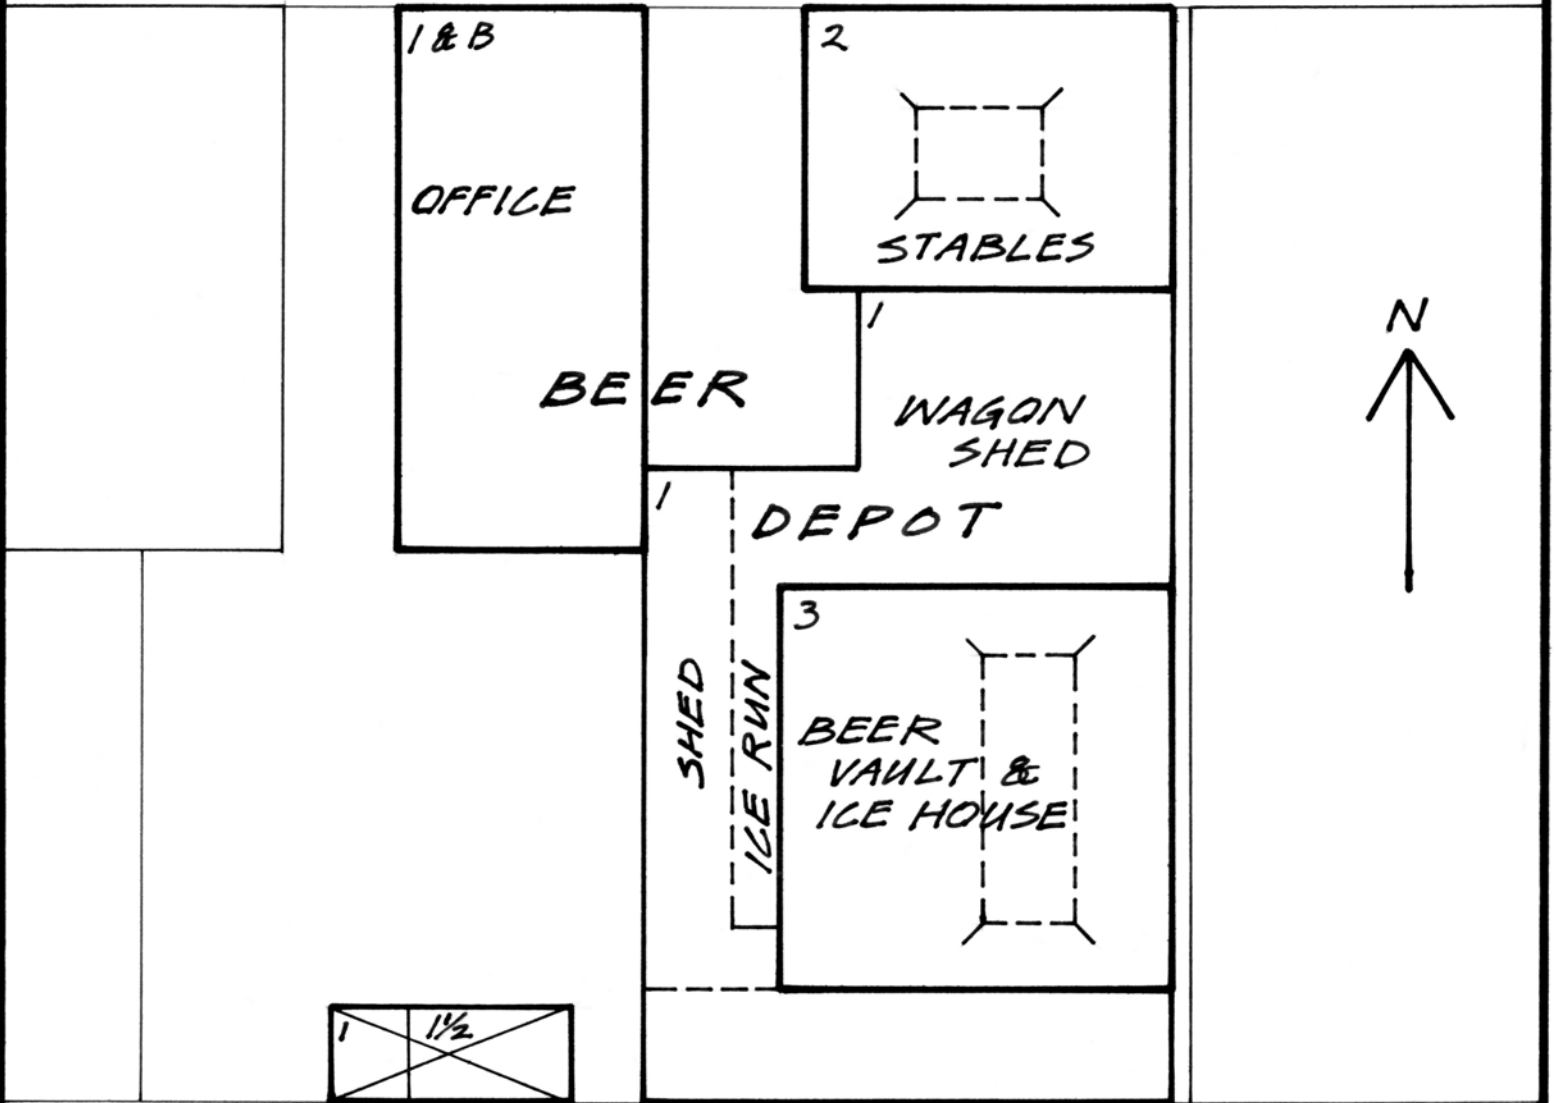 1 & B
2
OFFICE
STABLES
N
1
BEER
WAGON
SHED
1
DEPOT
3
SHED
ICE RUN
BEER
VAULT &
ICE HOUSE
1
1½